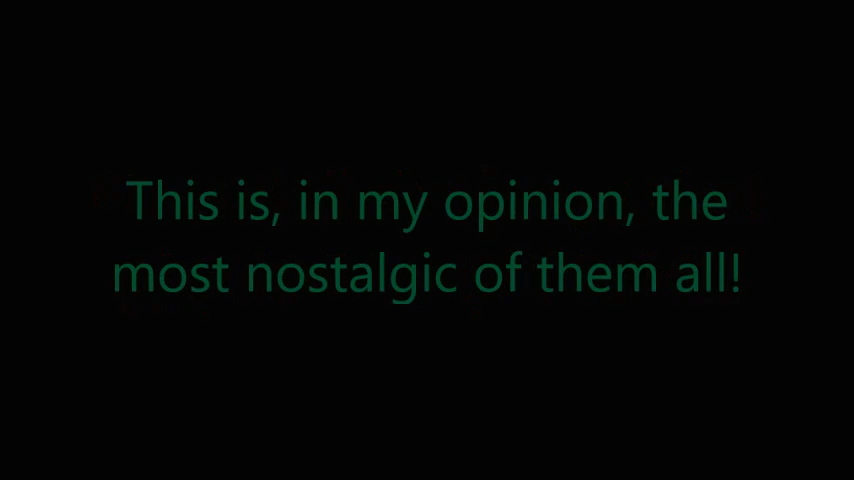 This is, in my opinion, the
most nostalgic of them all!